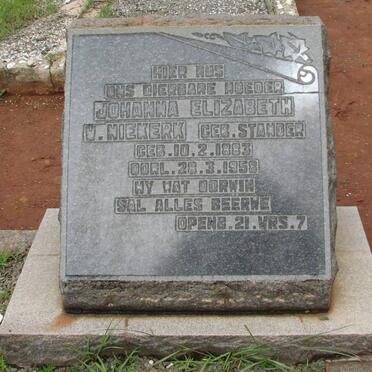 HIER RUS
ONS DIERBARE MOEDER
JOHANNA ELIZABETH
V. NIEKERK GEB. STANDER
GEB. 10.2.1883
OORL. 28.3.1958
HY WAT OORWIN
SAL ALLES BEERWE
OPENB. 21. VRS. 7